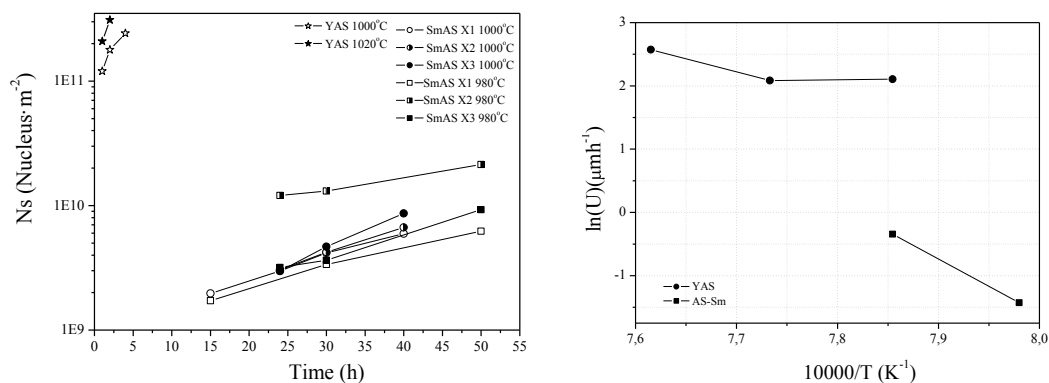 YAS 1000°C
YAS 1020°C
SmAS X1 1000°C
SmAS X2 1000°C
SmAS X3 1000°C
SmAS X1 980°C
SmAS X2 980°C
SmAS X3 980°C
1E11
1E10
1E9
Ns (Nucleus·m⁻²)
0 5 10 15 20 25 30 35 40 45 50 55
Time (h)
3
2
1
0
-1
ln(U)(μmh⁻¹)
YAS
AS-Sm
7,6 7,7 7,8 7,9 8,0
10000/T (K⁻¹)